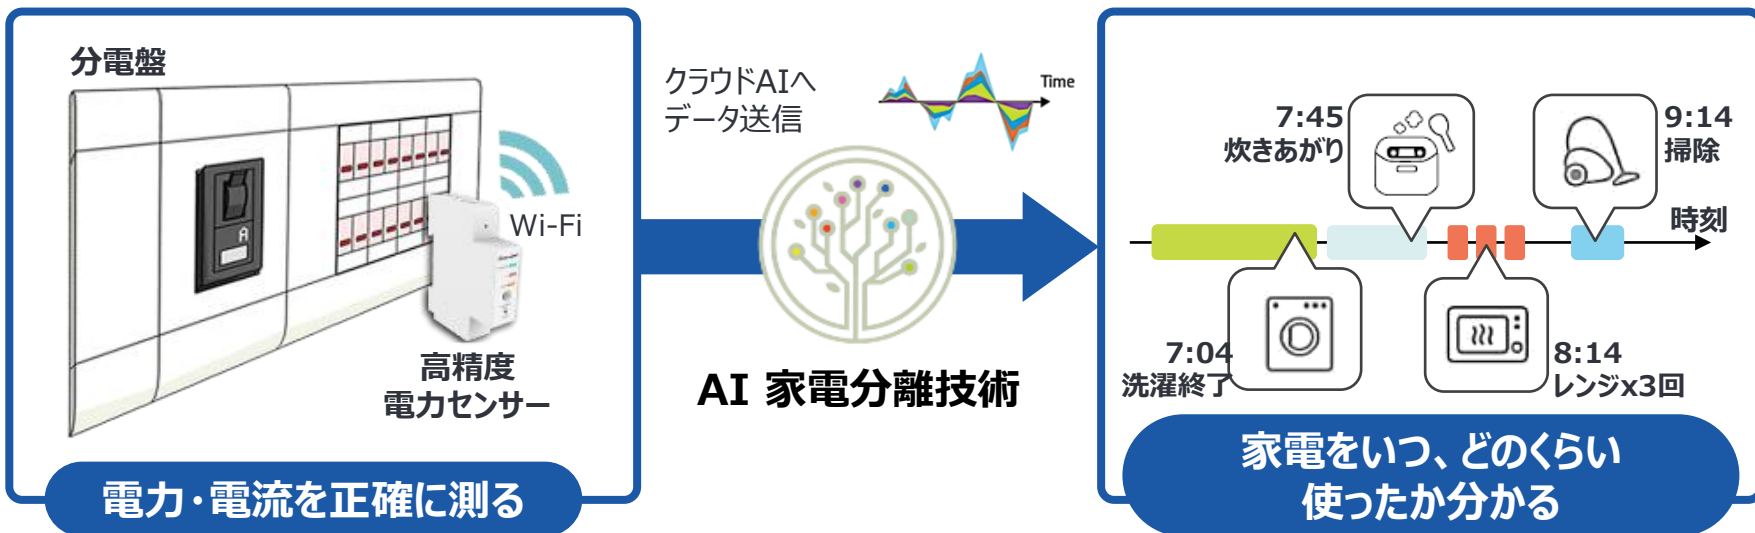 分電盤
Wi-Fi
高精度
電力センサー
電力・電流を正確に測る
クラウドAIへ
データ送信
Time
AI 家電分離技術
7:45
炊きあがり
9:14
掃除
時刻
7:04
洗濯終了
8:14
レンジx3回
家電をいつ、どのくらい
使ったか分かる